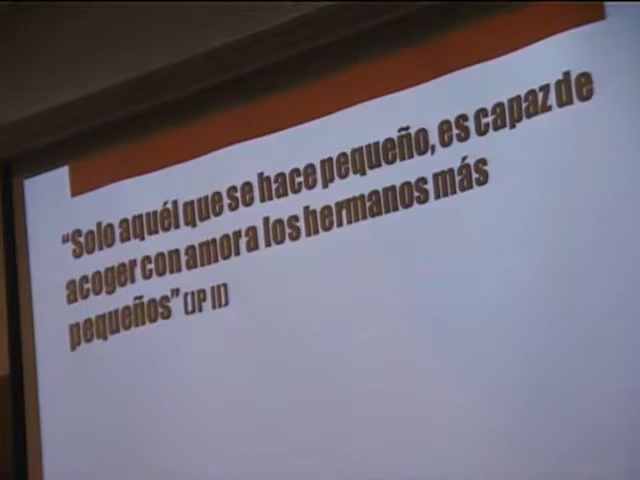 “Solo aquél que se hace pequeño, es capaz de
acoger con amor a los hermanos más
pequeños” (JP II)